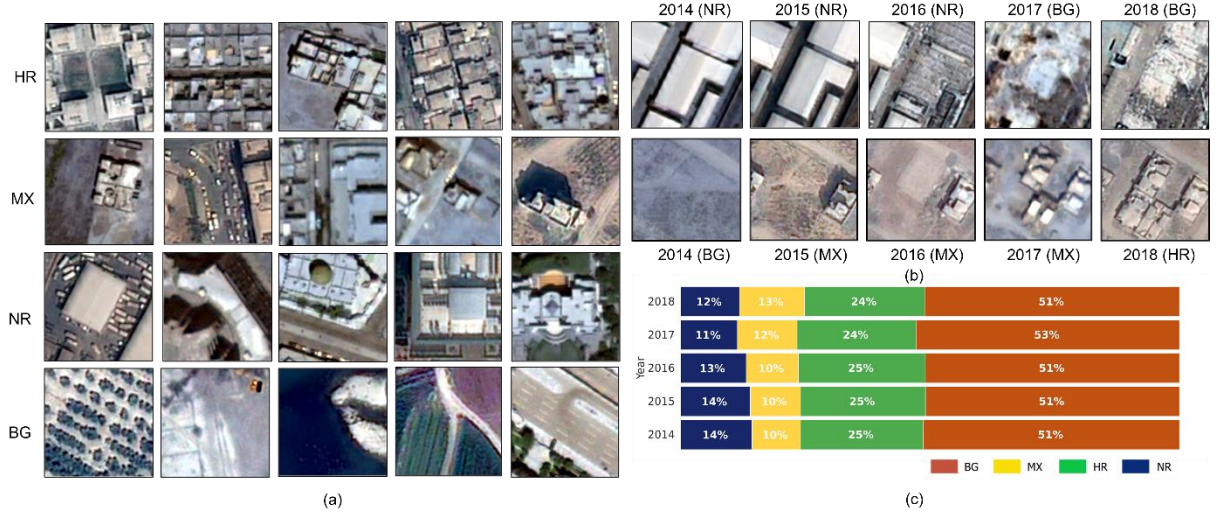 HR
MX
NR
BG
(a)
2014 (NR) 2015 (NR) 2016 (NR) 2017 (BG) 2018 (BG)
2014 (BG) 2015 (MX) 2016 (MX) 2017 (MX) 2018 (HR)
(b)
Year
2018 12% 13% 24% 51%
2017 11% 12% 24% 53%
2016 13% 10% 25% 51%
2015 14% 10% 25% 51%
2014 14% 10% 25% 51%
BG MX HR NR
(c)